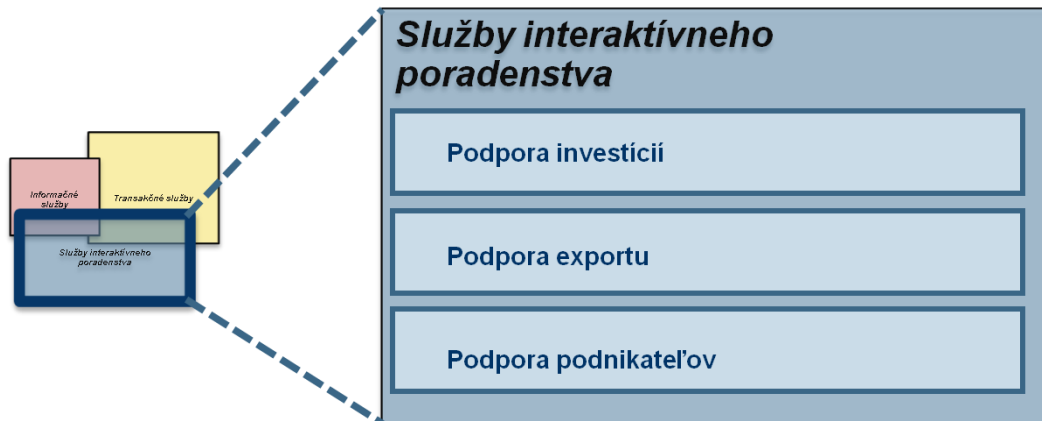 Služby interaktívneho
poradenstva
Podpora investícií
Podpora exportu
Podpora podnikateľov
Informačné
služby
Transakčné služby
Služby interaktívneho
poradenstva